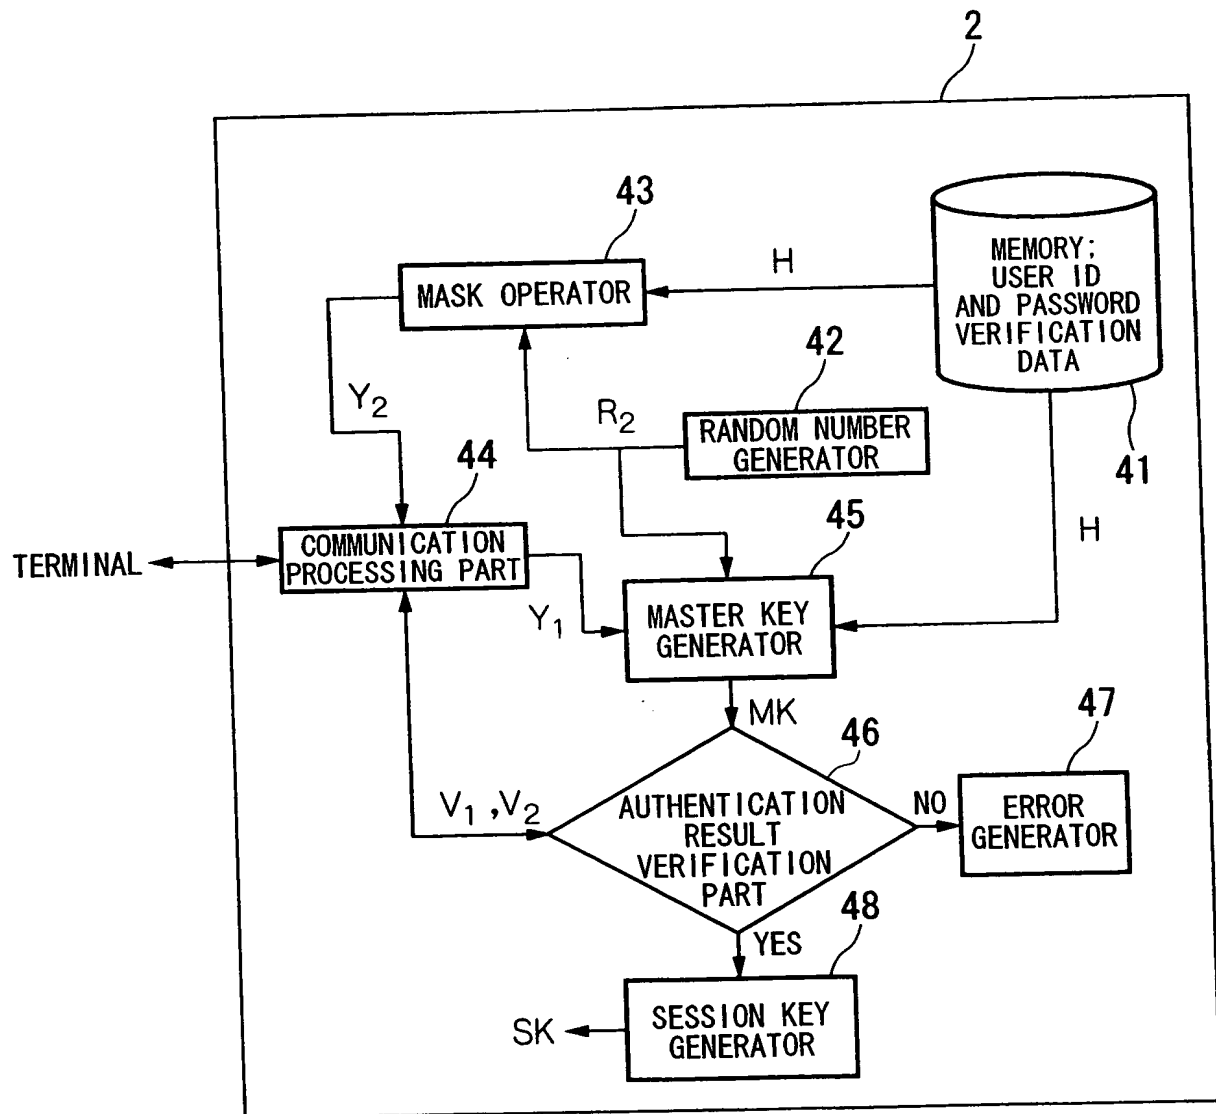 2
43
MASK OPERATOR
H
MEMORY;
USER ID
AND PASSWORD
VERIFICATION
DATA
41
42
Y2
R2
RANDOM NUMBER
GENERATOR
44
TERMINAL
COMMUNICATION
PROCESSING PART
45
H
Y1
MASTER KEY
GENERATOR
MK
46
47
V1 ,V2
AUTHENTICATION
RESULT
VERIFICATION
PART
NO
ERROR
GENERATOR
YES
48
SK
SESSION KEY
GENERATOR